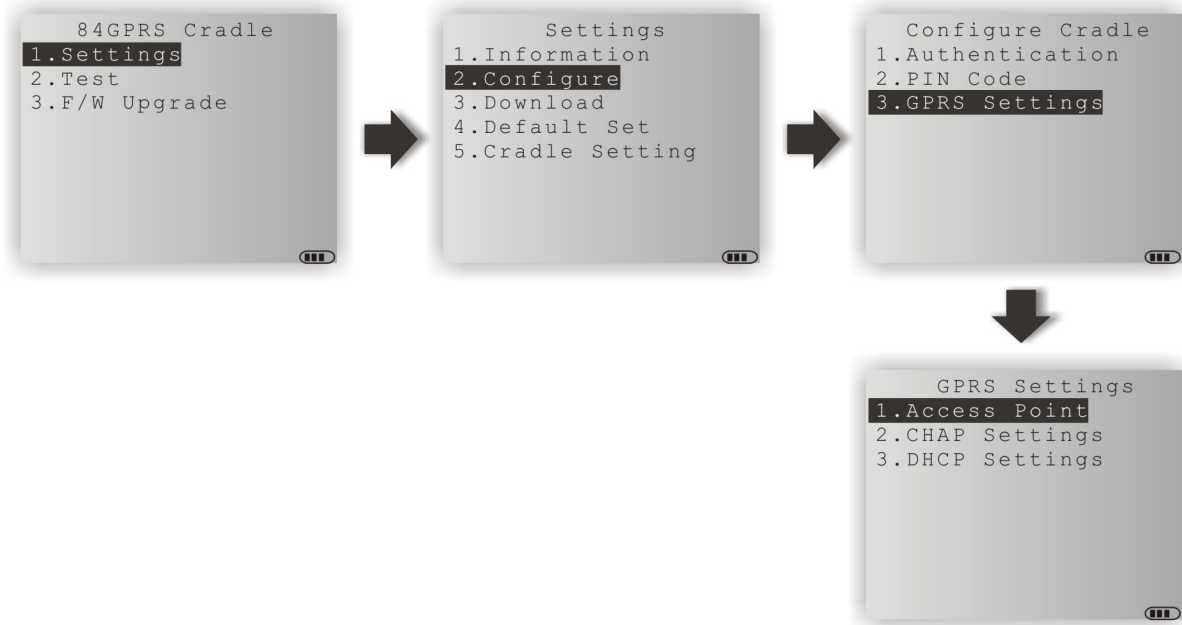 84GPRS Cradle
1.Settings
2.Test
3.F/W Upgrade
Settings
1.Information
2.Configure
3.Download
4.Default Set
5.Cradle Setting
Configure Cradle
1.Authentication
2.PIN Code
3.GPRS Settings
GPRS Settings
1.Access Point
2.CHAP Settings
3.DHCP Settings